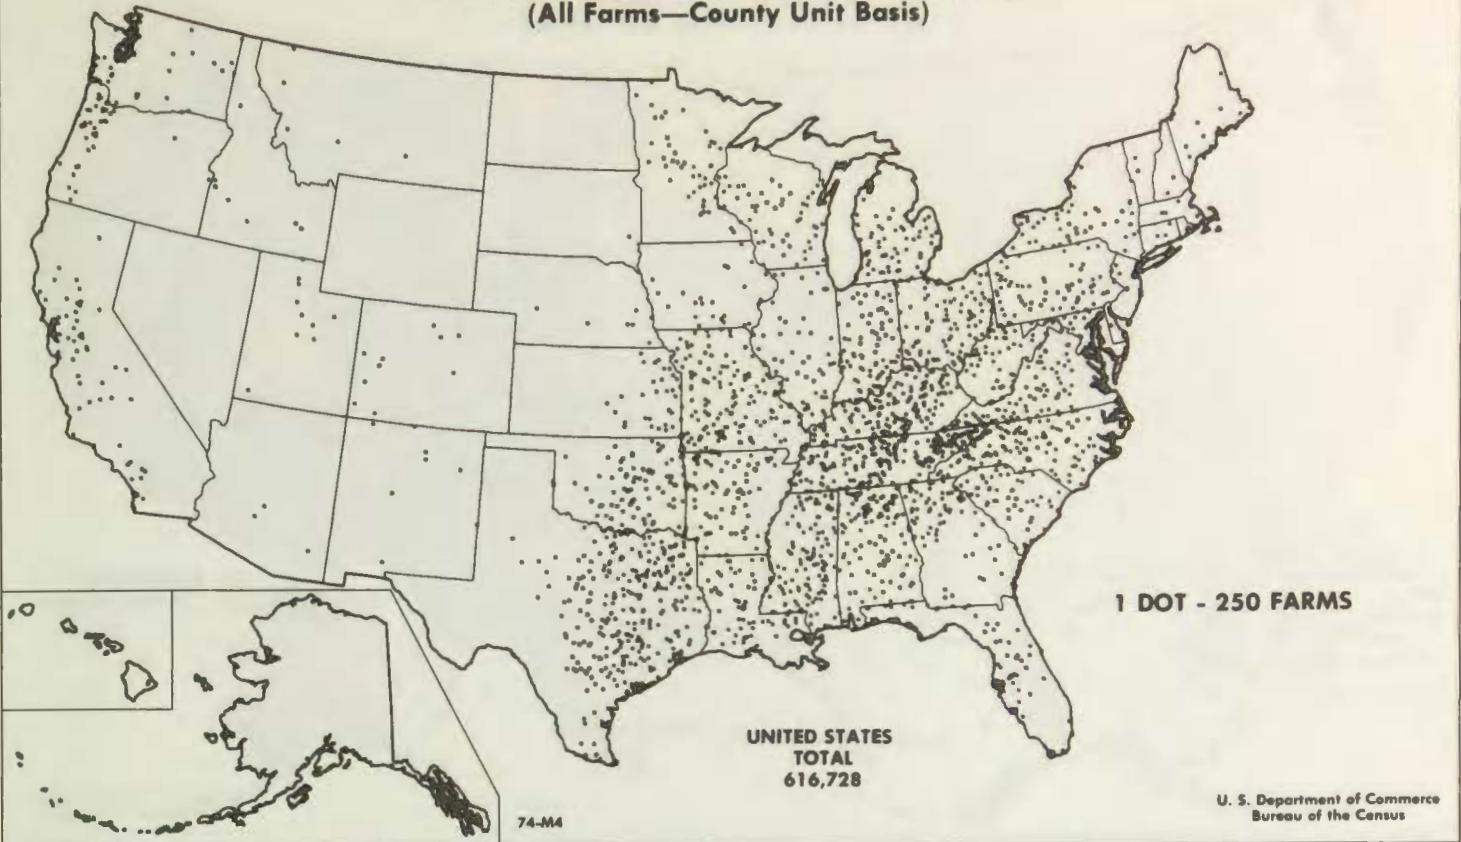 (All Farms—County Unit Basis)
1 DOT - 250 FARMS
UNITED STATES
TOTAL
616,728
74-M4
U. S. Department of Commerce
Bureau of the Census